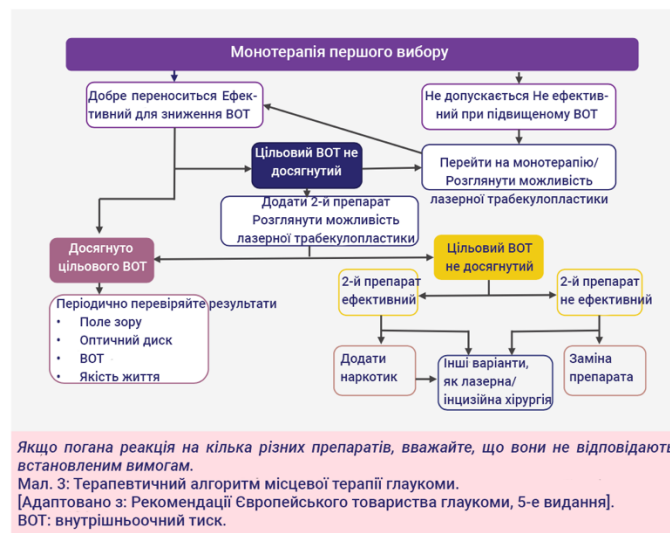 Монотерапія першого вибору
Добре переноситься Ефек-
тивний для зниження ВОТ
Не допускається Не ефектив-
ний при підвищеному ВОТ
Цільовий ВОТ не
досягнутий
Перейти на монотерапію/
Розглянути можливість
лазерної трабекулопластики
Додати 2-й препарат
Розглянути можливість
лазерної трабекулопластики
Досягнуто
цільового ВОТ
Цільовий ВОТ
не досягнутий
2-й препарат
ефективний
2-й препарат
не ефективний
Періодично перевіряйте результати
• Поле зору
• Оптичний диск
• ВОТ
• Якість життя
Додати
наркотик
Інші варіанти,
як лазерна/
інцизійна хірургія
Заміна
препарата
Якщо погана реакція на кілька різних препаратів, вважайте, що вони не відповідають
встановленим вимогам.
Мал. 3: Терапевтичний алгоритм місцевої терапії глаукоми.
[Адаптовано з: Рекомендації Європейського товариства глаукоми, 5-е видання].
ВОТ: внутрішньоочний тиск.